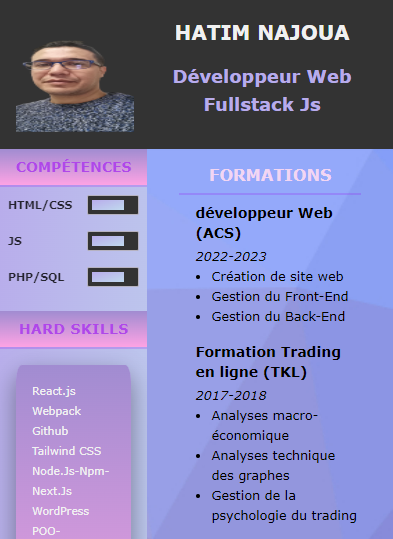 HATIM NAJOUA
Développeur Web
Fullstack Js
COMPÉTENCES
HTML/CSS
JS
PHP/SQL
HARD SKILLS
React.js
Webpack
Github
Tailwind CSS
Node.Js-Npm-
Next.Js
WordPress
POO-
FORMATIONS
développeur Web
(ACS)
2022-2023
• Création de site web
• Gestion du Front-End
• Gestion du Back-End
Formation Trading
en ligne (TKL)
2017-2018
• Analyses macro-
économique
• Analyses technique
des graphes
• Gestion de la
psychologie du trading